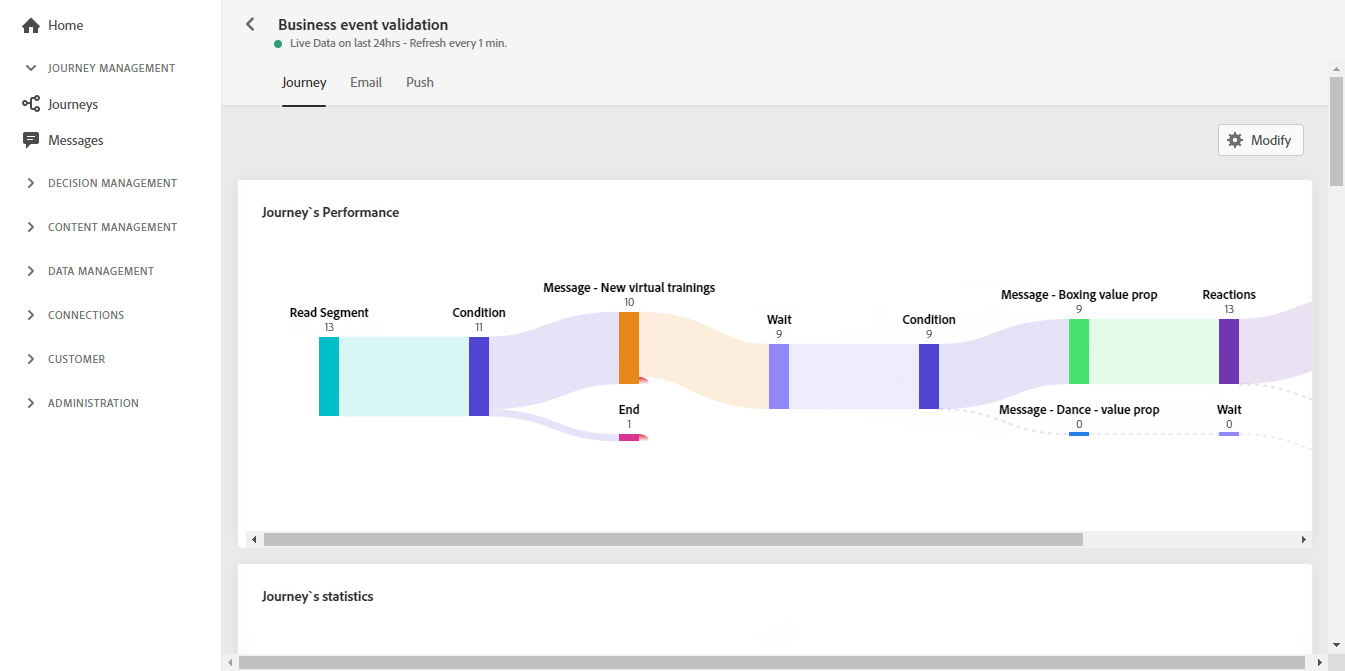 Home
JOURNEY MANAGEMENT
Journeys
Messages
DECISION MANAGEMENT
CONTENT MANAGEMENT
DATA MANAGEMENT
CONNECTIONS
CUSTOMER
ADMINISTRATION
Business event validation
Live Data on last 24hrs - Refresh every 1 min.
Journey Email Push
Modify
Journey`s Performance
Read Segment
13
Condition
11
Message - New virtual trainings
10
End
1
Wait
9
Condition
9
Message - Boxing value prop
9
Reactions
13
Message - Dance - value prop
0
Wait
0
Journey`s statistics